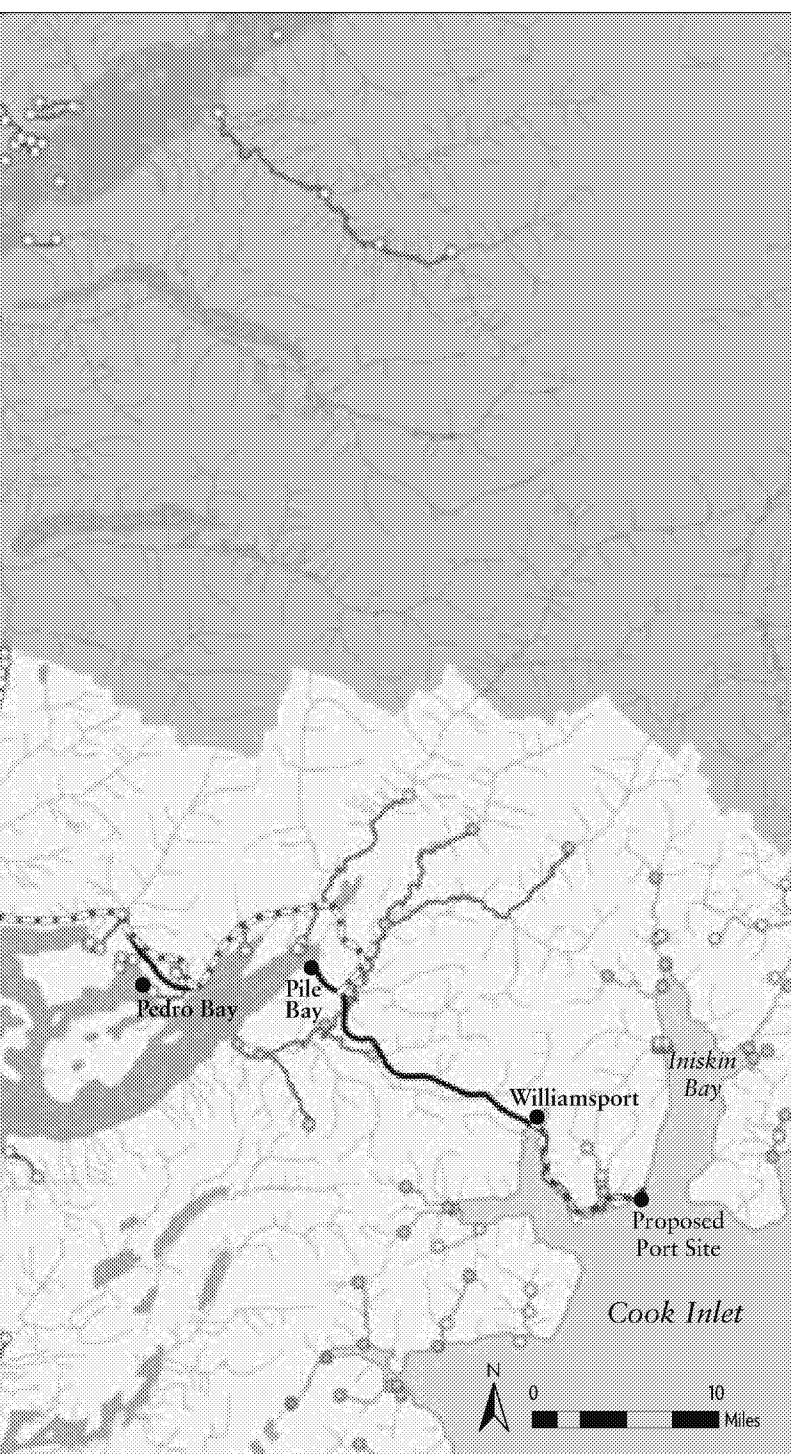 Pedro Bay
Pile
Bay
Iniskin
Bay
Williamsport
Proposed
Port Site
Cook Inlet
N
0 10
Miles